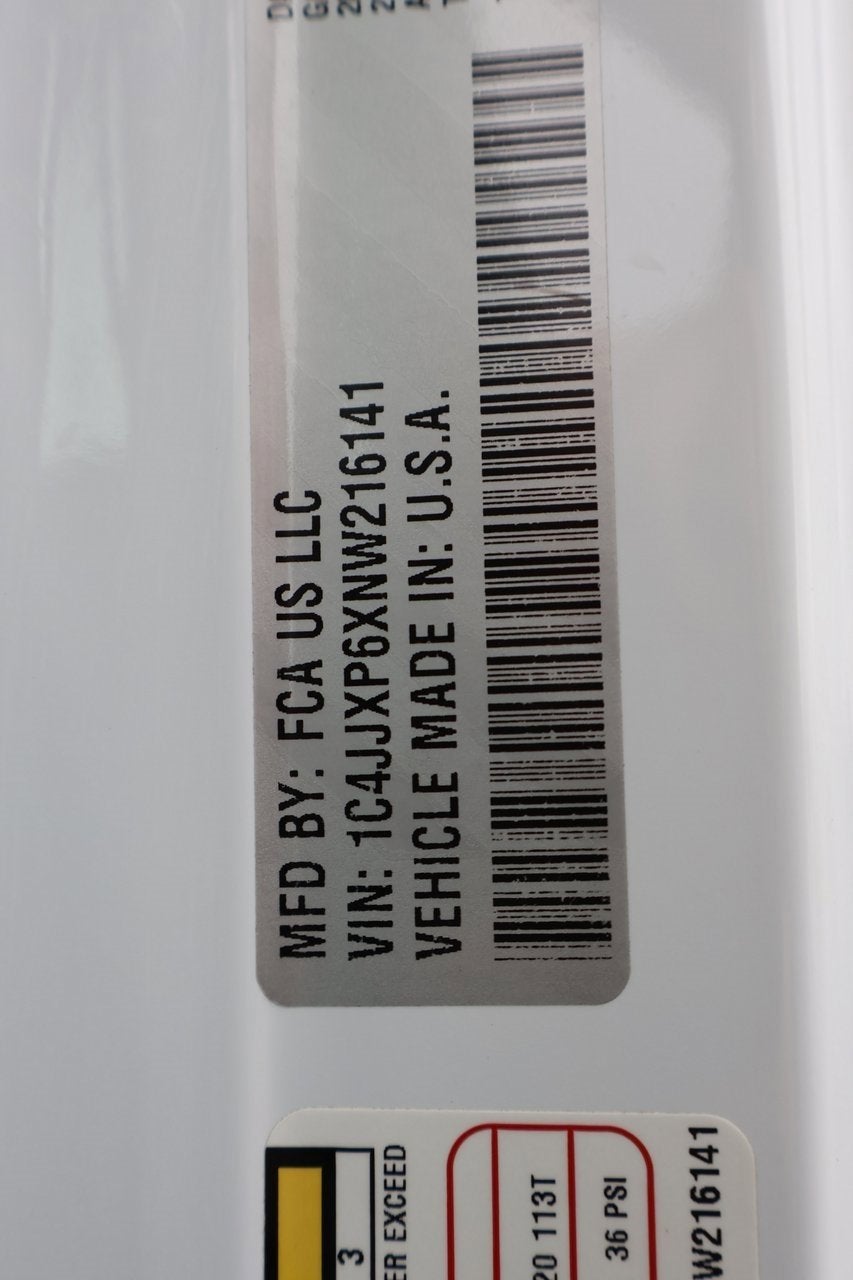 MFD BY: FCA US LLC
VIN: 1C4JJXP6XNW216141
VEHICLE MADE IN: U.S.A.
3
ER EXCEED
20 113T
36 PSI
W216141